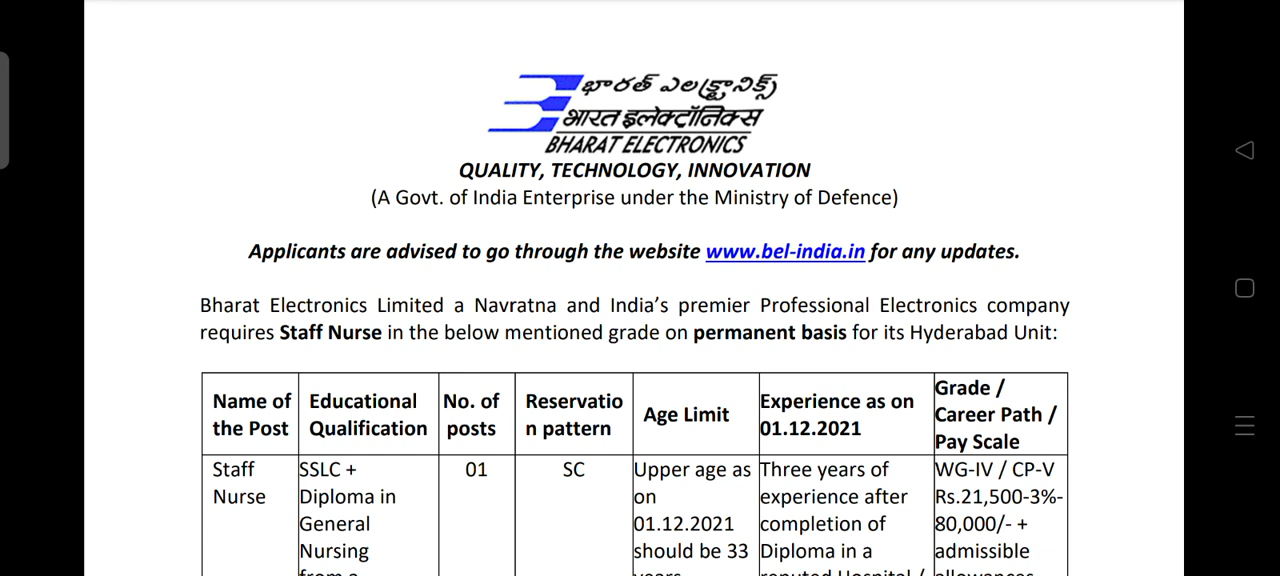 భారత్ ఎలక్ట్రానిక్స్
भारत इलेक्ट्रॉनिक्स
BHARAT ELECTRONICS
QUALITY, TECHNOLOGY, INNOVATION
(A Govt. of India Enterprise under the Ministry of Defence)
Applicants are advised to go through the website www.bel-india.in for any updates.
Bharat Electronics Limited a Navratna and India’s premier Professional Electronics company
requires Staff Nurse in the below mentioned grade on permanent basis for its Hyderabad Unit:
Name of
the Post
Educational
Qualification
No. of
posts
Reservatio
n pattern
Age Limit
Experience as on
01.12.2021
Grade /
Career Path /
Pay Scale
Staff
Nurse
SSLC +
Diploma in
General
Nursing
from a
01
SC
Upper age as
on
01.12.2021
should be 33
years
Three years of
experience after
completion of
Diploma in a
reputed Hospital /
WG-IV / CP-V
Rs.21,500-3%-
80,000/- +
admissible
allowances